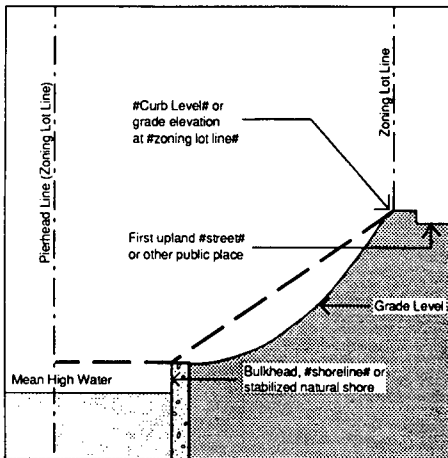 Pierhead Line (Zoning Lot Line)
Zoning Lot Line
#Curb Level# or
grade elevation
at #zoning lot line#
First upland #street#
or other public place
Grade Level
Mean High Water
Bulkhead, #shoreline# or
stabilized natural shore